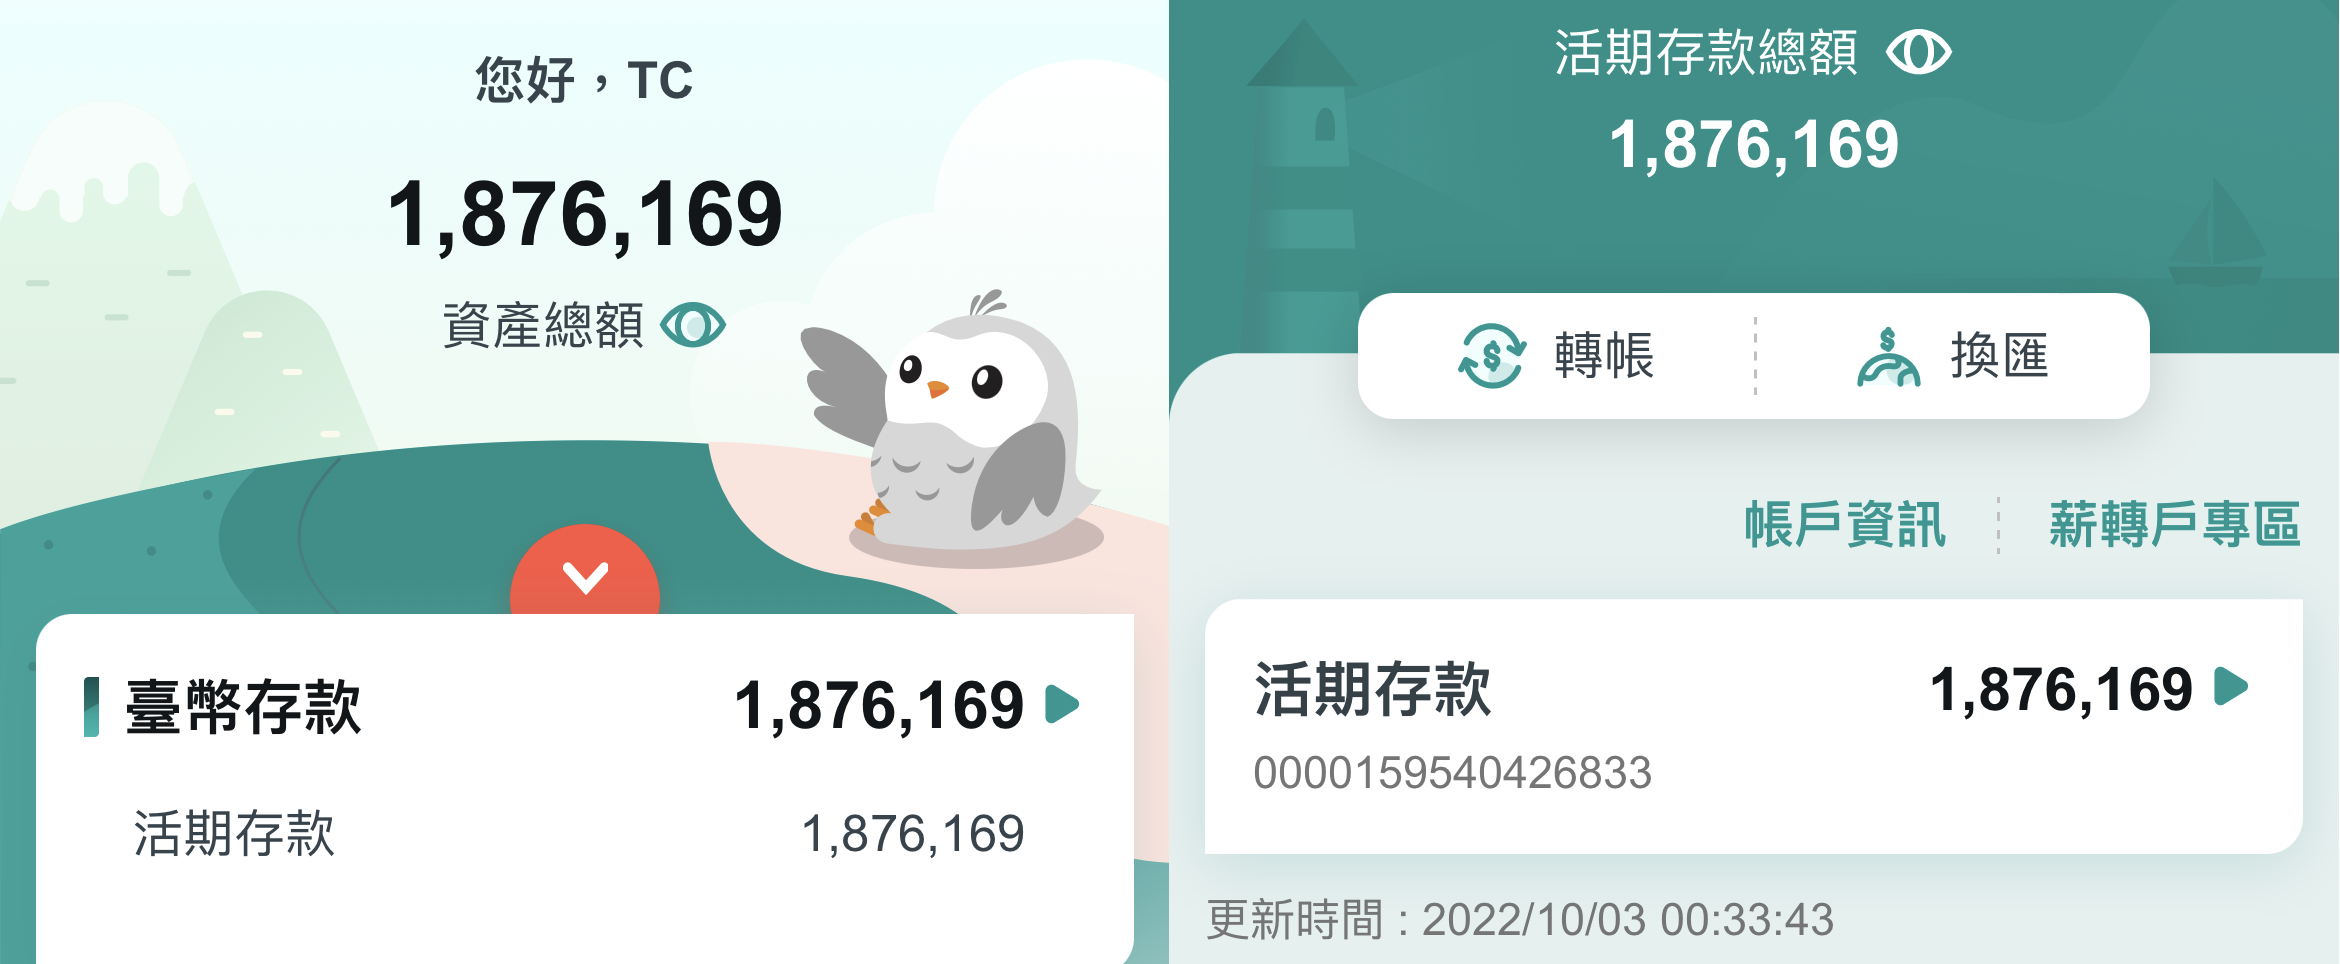 您好，TC
1,876,169
資產總額
臺幣存款 1,876,169
活期存款 1,876,169
活期存款總額
1,876,169
轉帳 換匯
帳戶資訊 薪轉戶專區
活期存款 1,876,169
0000159540426833
更新時間 : 2022/10/03 00:33:43